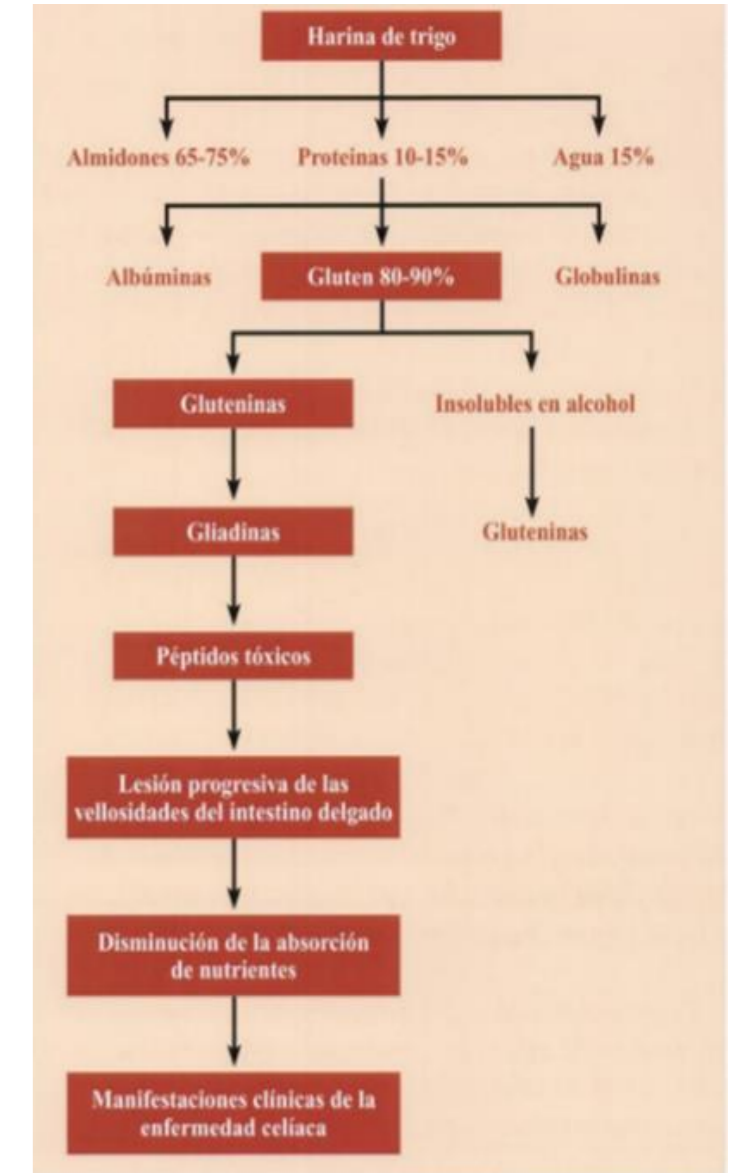 Harina de trigo
Almidones 65-75%
Proteinas 10-15%
Agua 15%
Albúminas
Gluten 80-90%
Globulinas
Gluteninas
Insolubles en alcohol
Gliadinas
Gluteninas
Péptidos tóxicos
Lesión progresiva de las
vellosidades del intestino delgado
Disminución de la absorción
de nutrientes
Manifestaciones clínicas de la
enfermedad celíaca